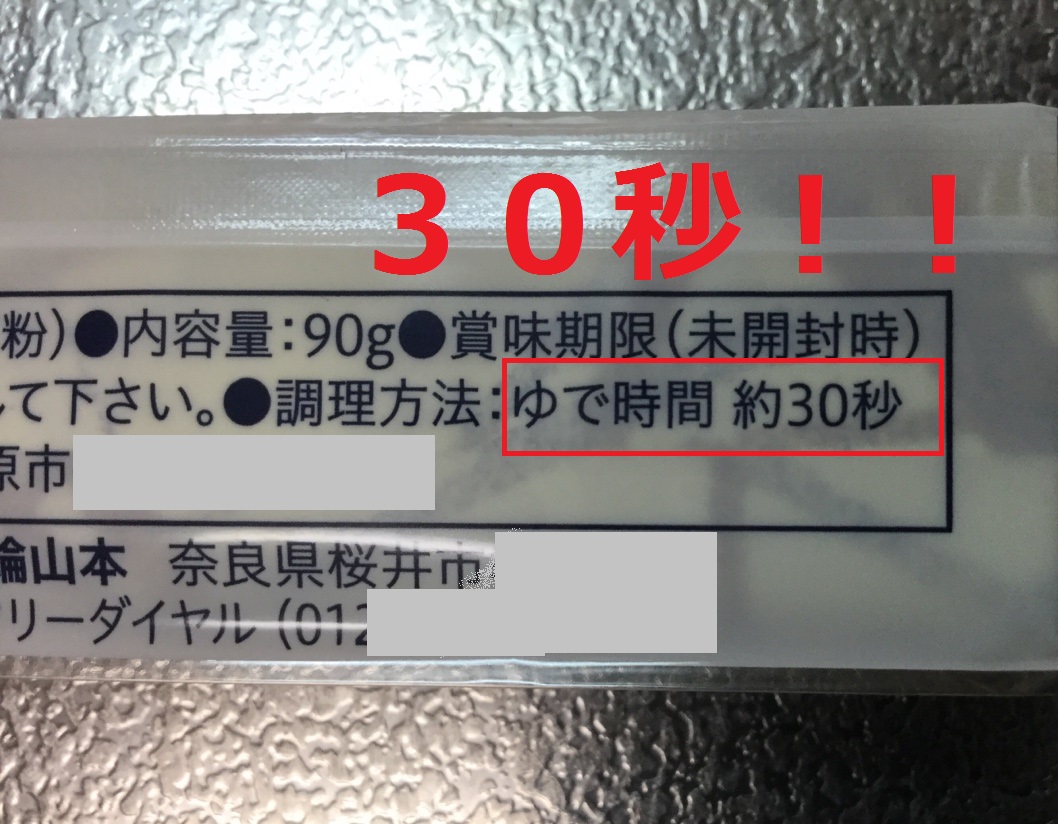 ３０秒！！
粉）●内容量：90g●賞味期限（未開封時）
して下さい。●調理方法：ゆで時間 約30秒
原市
輪山本 奈良県桜井市
リーダイヤル（012